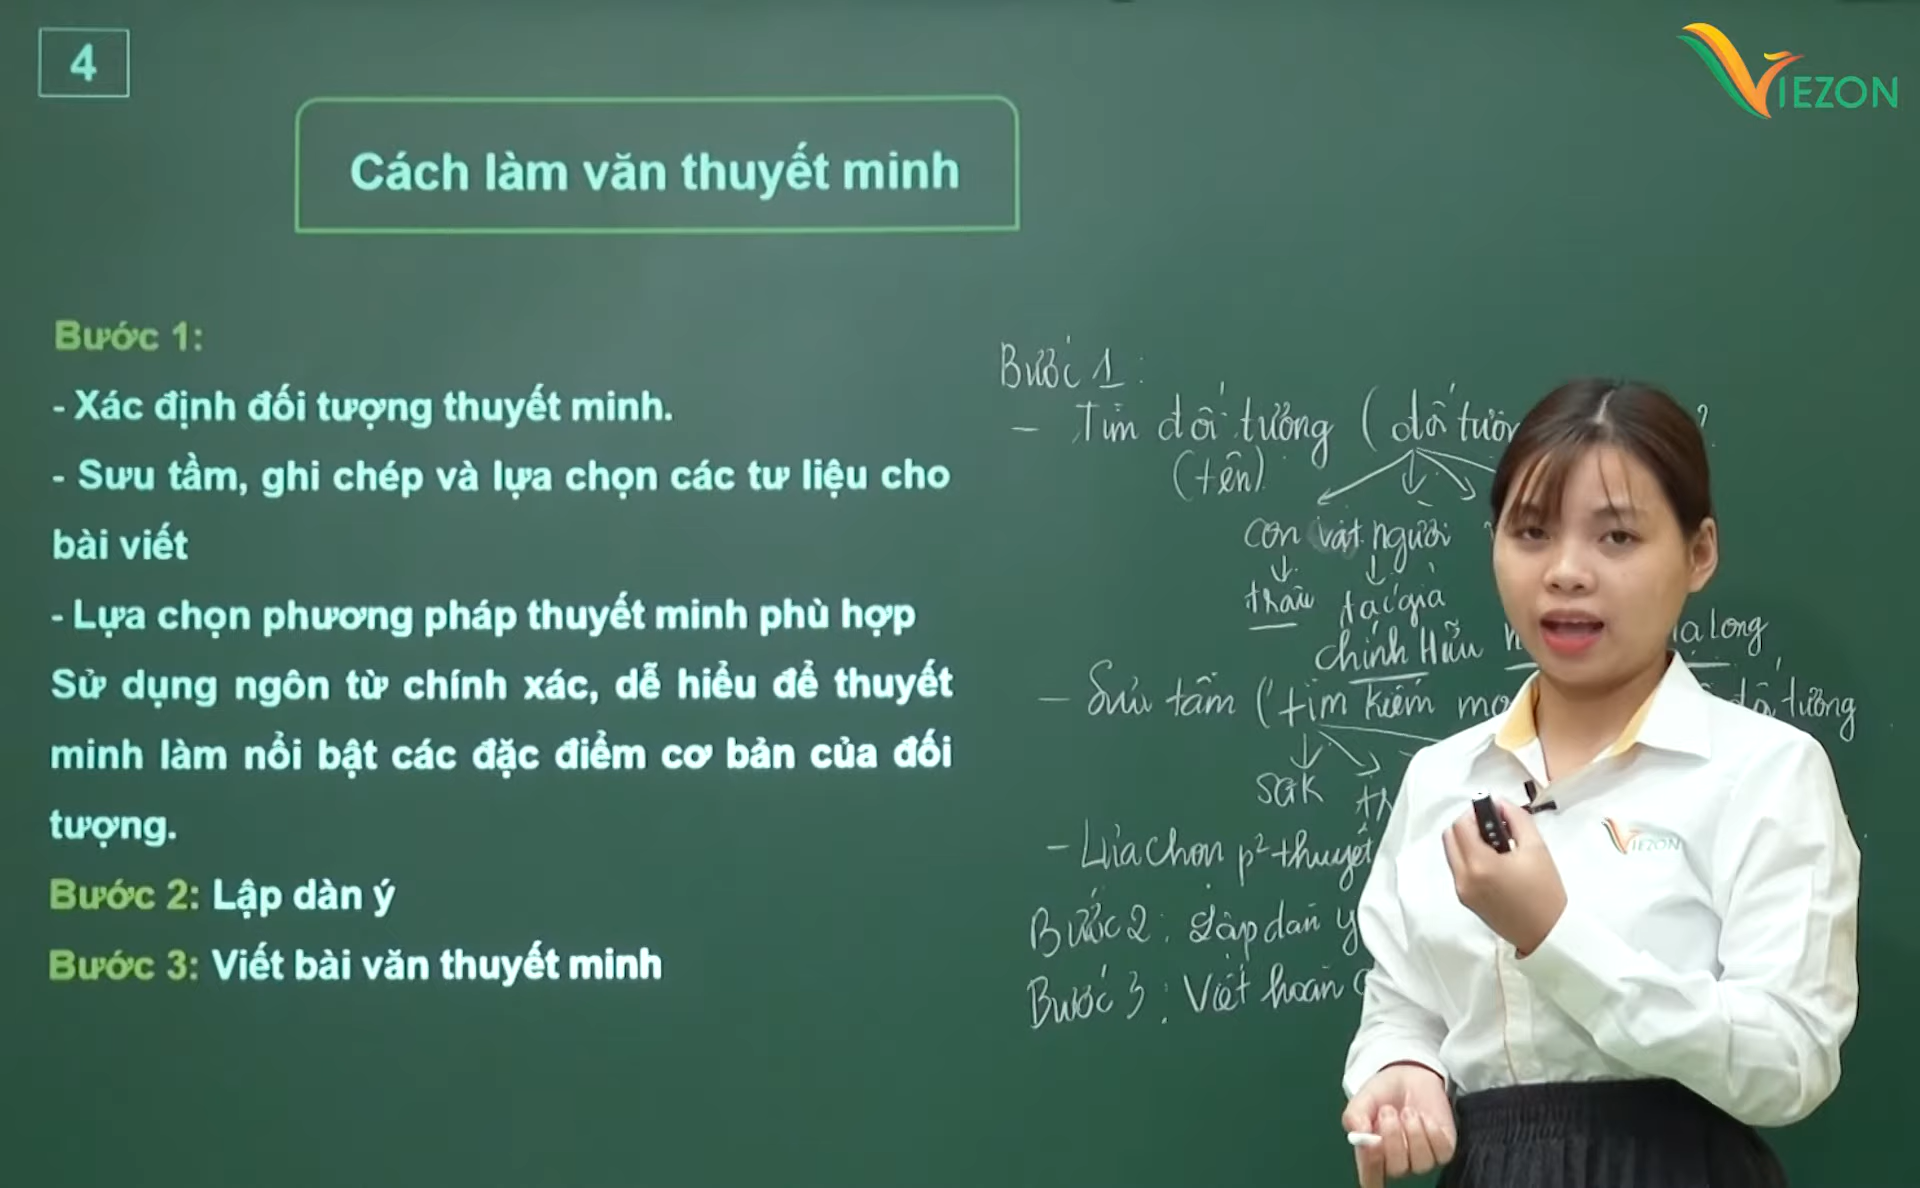 4
VIEZON
Cách làm văn thuyết minh
Bước 1:
- Xác định đối tượng thuyết minh.
- Sưu tầm, ghi chép và lựa chọn các tư liệu cho
bài viết
- Lựa chọn phương pháp thuyết minh phù hợp
Sử dụng ngôn từ chính xác, dễ hiểu để thuyết
minh làm nổi bật các đặc điểm cơ bản của đối
tượng.
Bước 2: Lập dàn ý
Bước 3: Viết bài văn thuyết minh
Bước 1:
- Tìm đối tượng (đối tượng ?
(tên)
con vật người
trâu tác giả
Chính Hữu Hạ Long
- Sưu tầm (tìm kiếm đối tượng
SGK
- Lựa chọn p² thuyết
Bước 2: Lập dàn ý
Bước 3: Viết hoàn
VIEZON